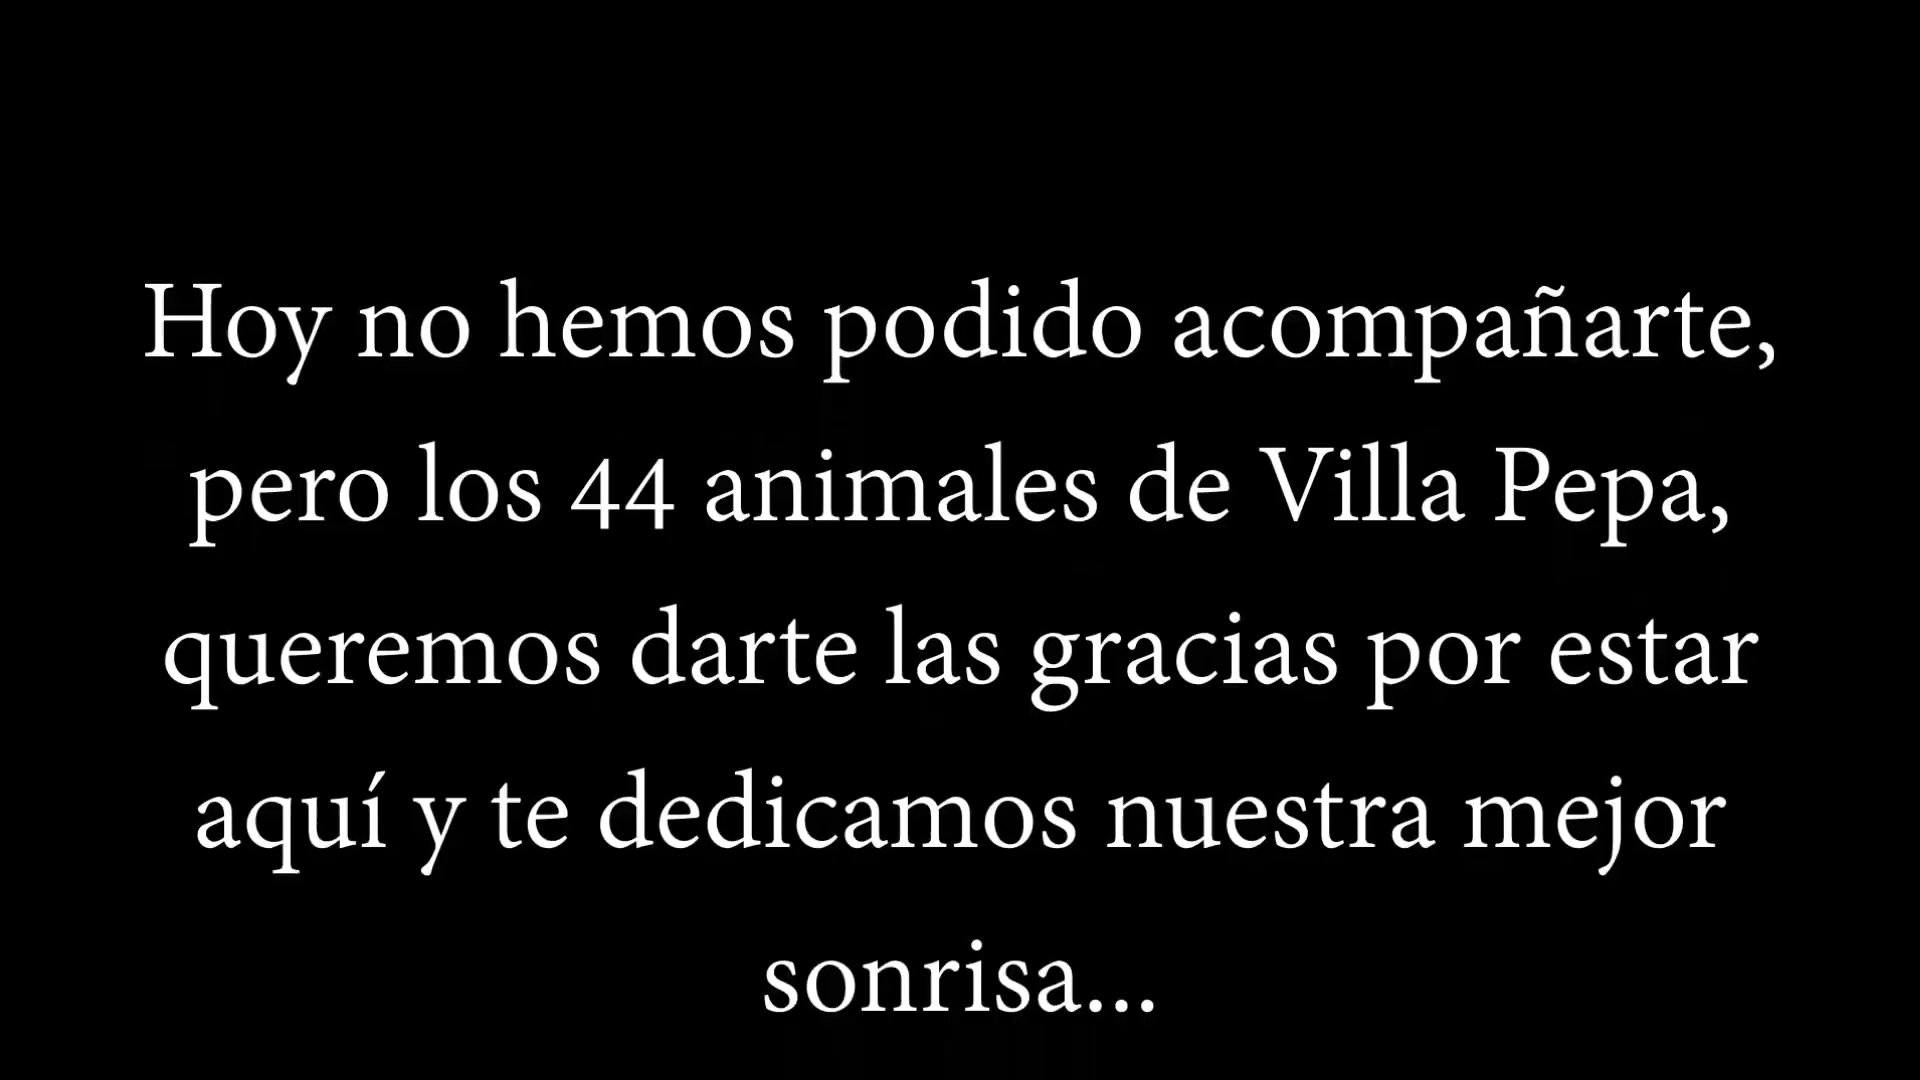 Hoy no hemos podido acompañarte,
pero los 44 animales de Villa Pepa,
queremos darte las gracias por estar
aquí y te dedicamos nuestra mejor
sonrisa...